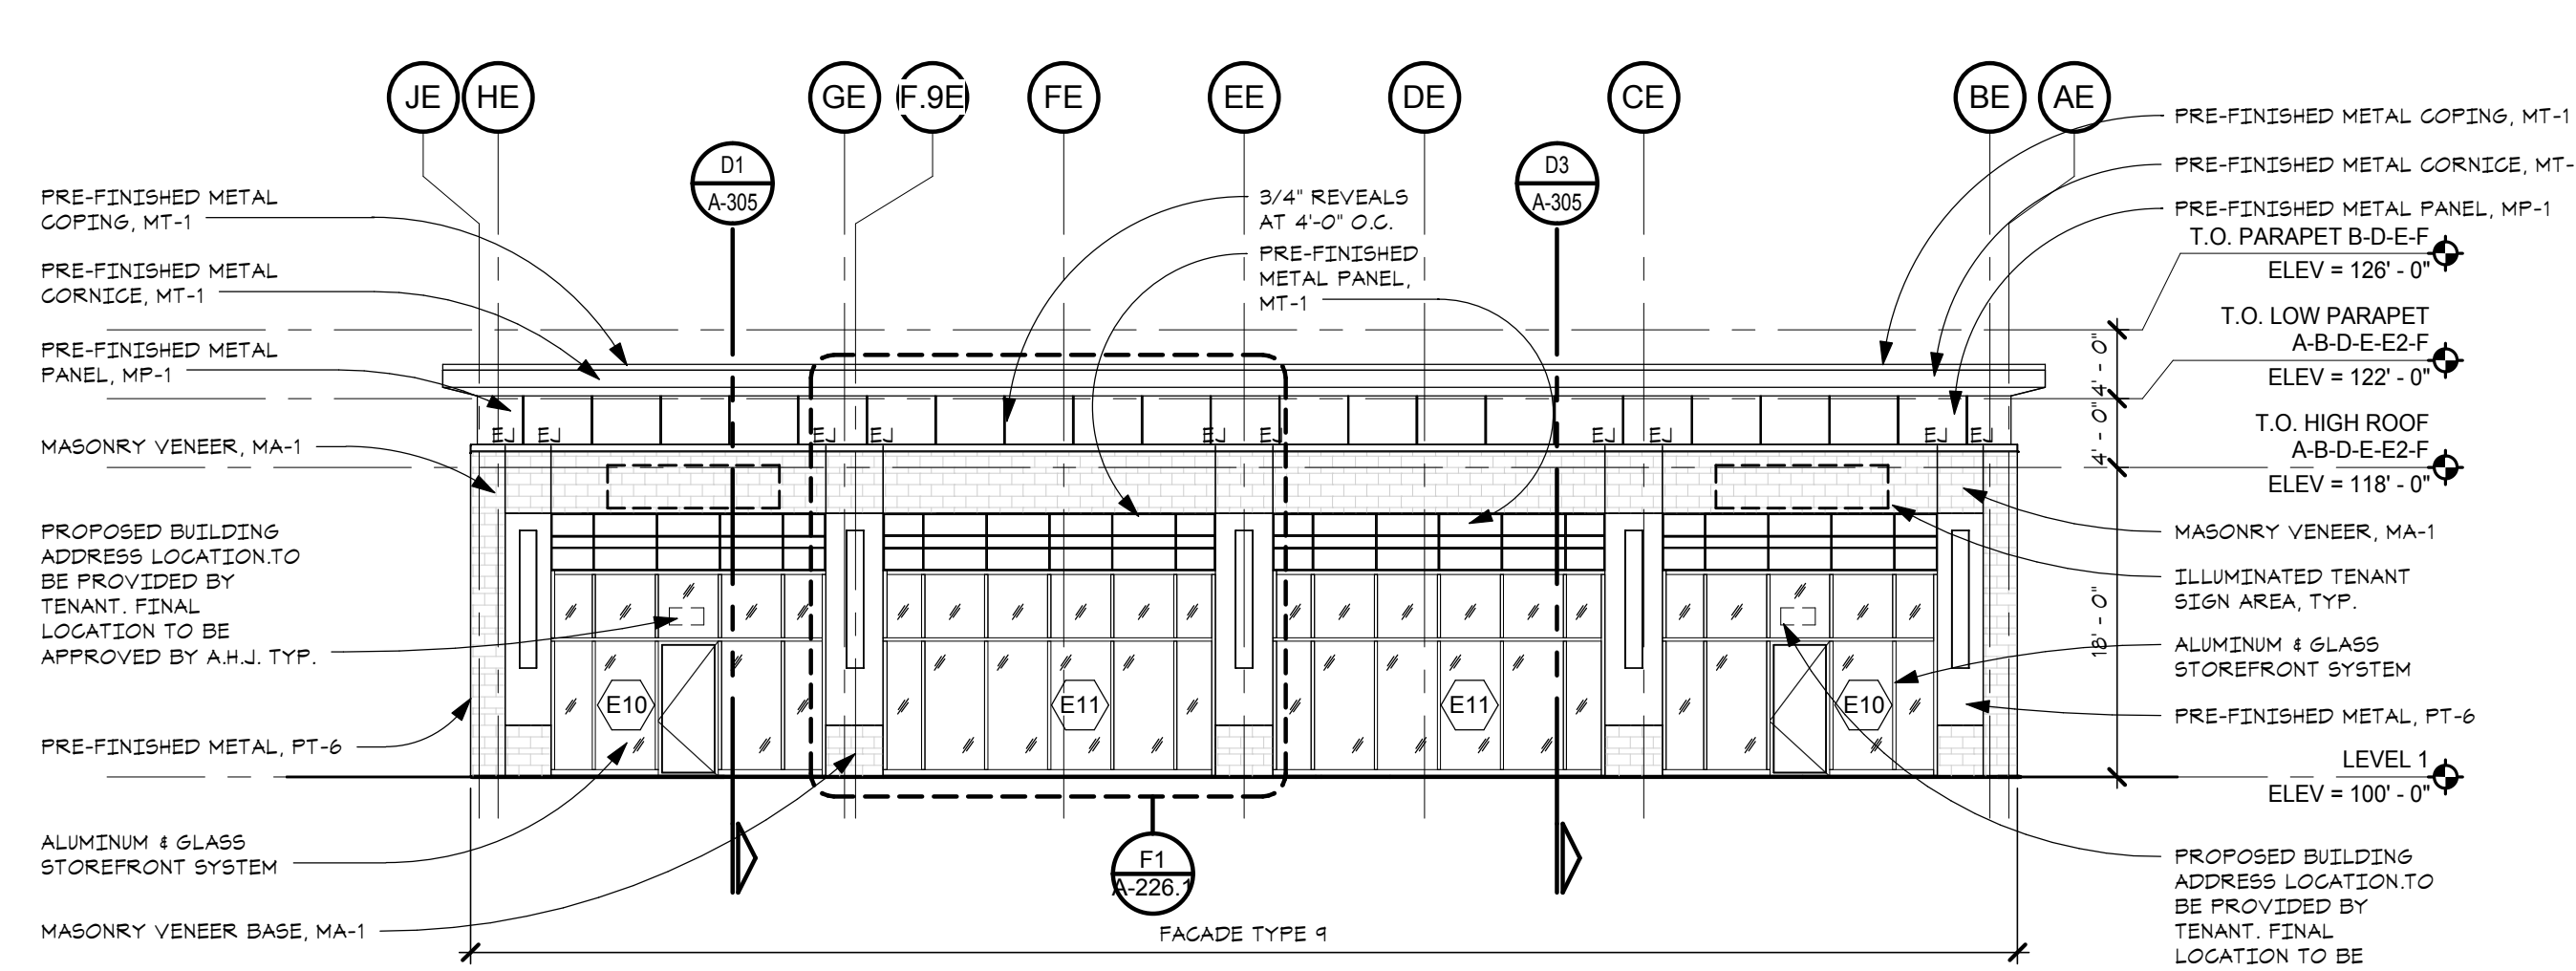 JE HE GE F.9E FE EE DE CE BE AE
D1
A-305
D3
A-305
PRE-FINISHED METAL
COPING, MT-1
PRE-FINISHED METAL
CORNICE, MT-1
PRE-FINISHED METAL
PANEL, MP-1
MASONRY VENEER, MA-1
PROPOSED BUILDING
ADDRESS LOCATION.TO
BE PROVIDED BY
TENANT. FINAL
LOCATION TO BE
APPROVED BY A.H.J. TYP.
PRE-FINISHED METAL, PT-6
ALUMINUM & GLASS
STOREFRONT SYSTEM
MASONRY VENEER BASE, MA-1
3/4" REVEALS
AT 4'-0" O.C.
PRE-FINISHED
METAL PANEL,
MT-1
EJ EJ EJ EJ EJ EJ EJ EJ EJ EJ
E10 E11 E11 E10
F1
A-226.1
FACADE TYPE 9
PRE-FINISHED METAL COPING, MT-1
PRE-FINISHED METAL CORNICE, MT-
PRE-FINISHED METAL PANEL, MP-1
T.O. PARAPET B-D-E-F
ELEV = 126' - 0"
T.O. LOW PARAPET
A-B-D-E-E2-F
ELEV = 122' - 0"
T.O. HIGH ROOF
A-B-D-E-E2-F
ELEV = 118' - 0"
4' - 0"
4' - 0"
18' - 0"
MASONRY VENEER, MA-1
ILLUMINATED TENANT
SIGN AREA, TYP.
ALUMINUM & GLASS
STOREFRONT SYSTEM
PRE-FINISHED METAL, PT-6
LEVEL 1
ELEV = 100' - 0"
PROPOSED BUILDING
ADDRESS LOCATION.TO
BE PROVIDED BY
TENANT. FINAL
LOCATION TO BE